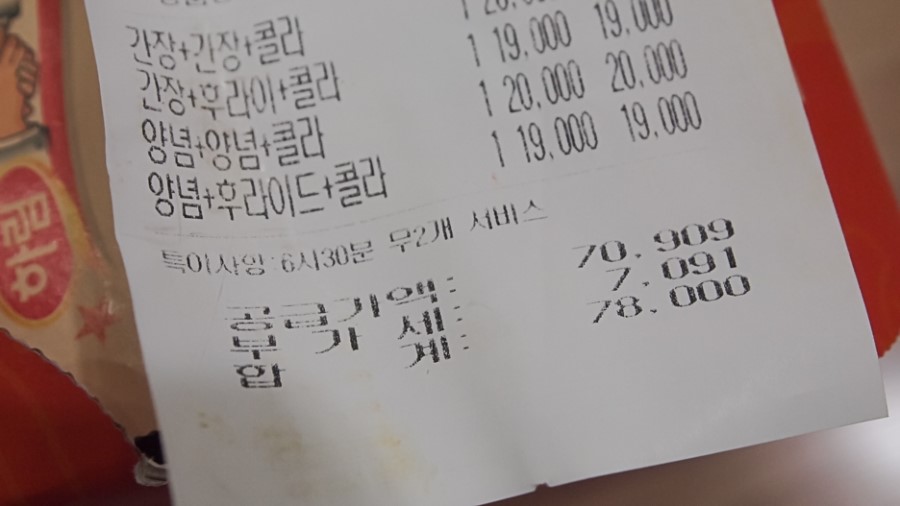 간장+간장+콜라
간장+후라이+콜라 1 19,000 19,000
양념+양념+콜라 1 20,000 20,000
양념+후라이드+콜라 1 19,000 19,000
특이사항:6시30분 무2개 서비스
공급가액: 70,909
부 가 세: 7,091
합 계: 78,000
하림